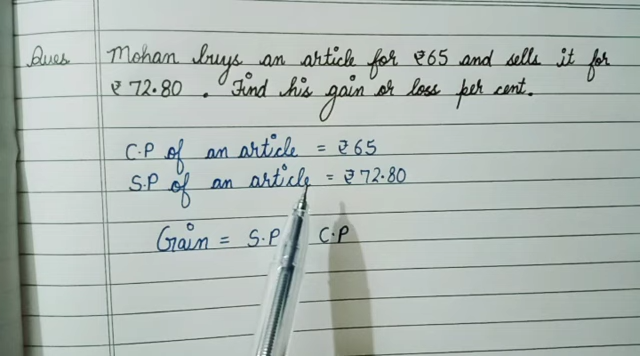 Ques Mohan buys an article for ₹65 and sells it for
₹ 72.80 . Find his gain or loss per cent.
C.P of an article = ₹65
S.P of an article = ₹72.80
Gain = S.P C.P